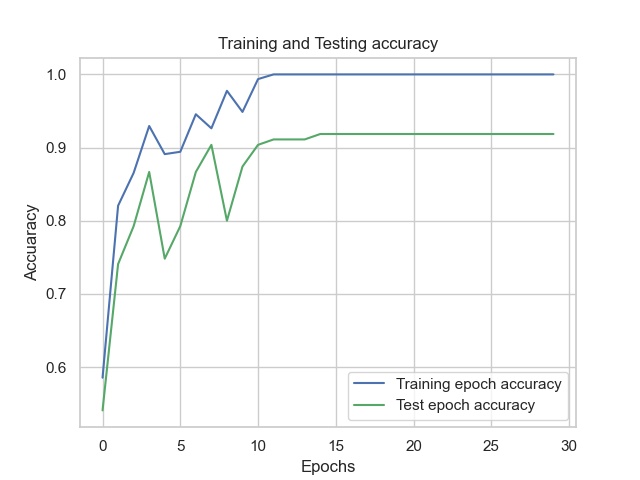 Training and Testing accuracy
1.0
0.9
0.8
0.7
0.6
Accuaracy
Training epoch accuracy
Test epoch accuracy
0 5 10 15 20 25 30
Epochs